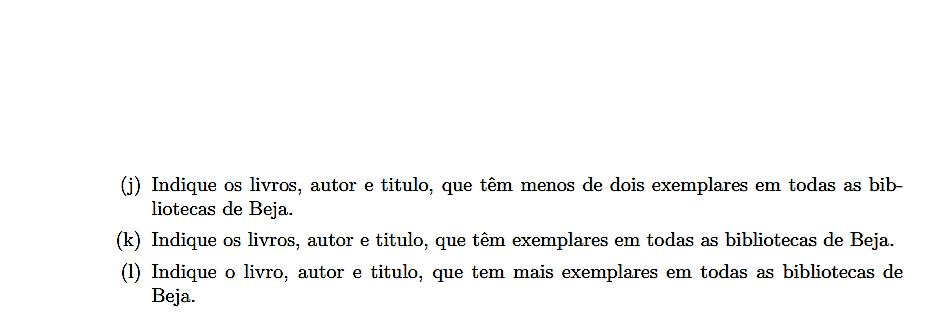 (j) Indique os livros, autor e titulo, que têm menos de dois exemplares em todas as bib-
liotecas de Beja.
(k) Indique os livros, autor e titulo, que têm exemplares em todas as bibliotecas de Beja.
(l) Indique o livro, autor e titulo, que tem mais exemplares em todas as bibliotecas de
Beja.